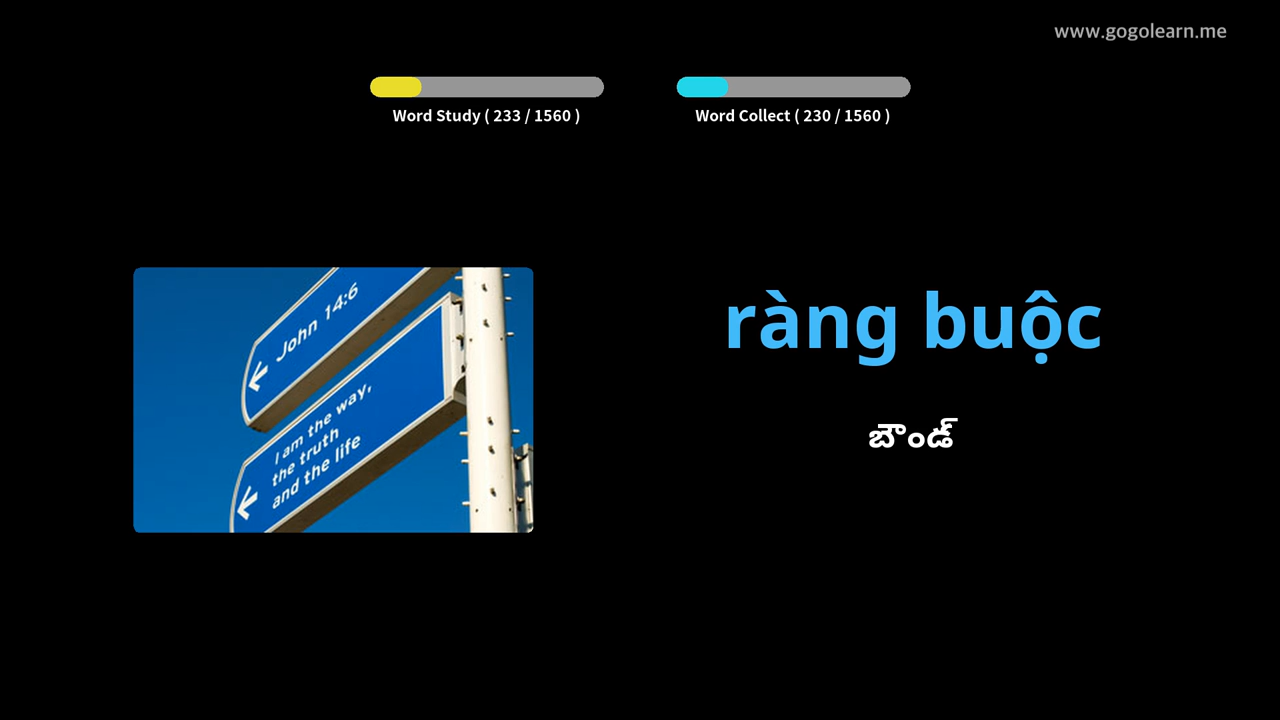 www.gogolearn.me
Word Study ( 233 / 1560 )
Word Collect ( 230 / 1560 )
John 14:6
I am the way,
the truth
and the life
ràng buộc
బౌండ్